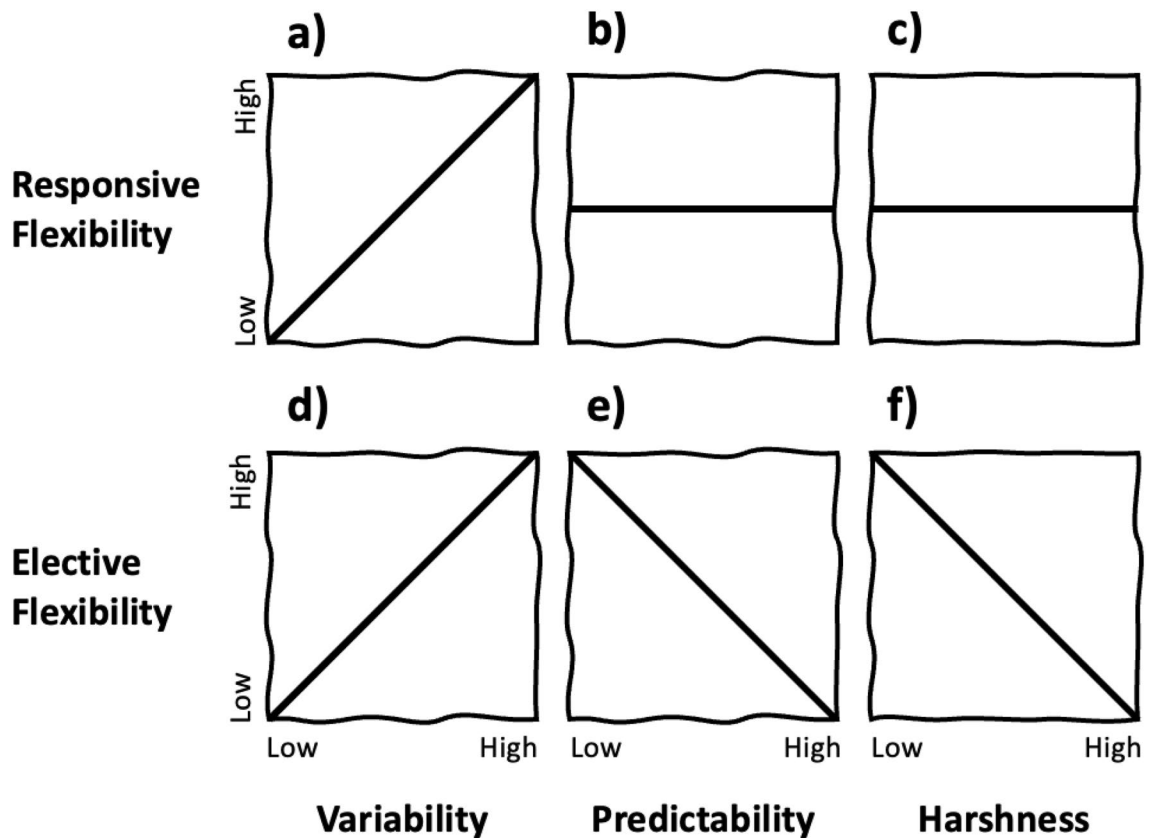 a)
b)
c)
High
Responsive
Flexibility
Low
d)
e)
f)
High
Elective
Flexibility
Low
Low High Low High Low High
Variability Predictability Harshness